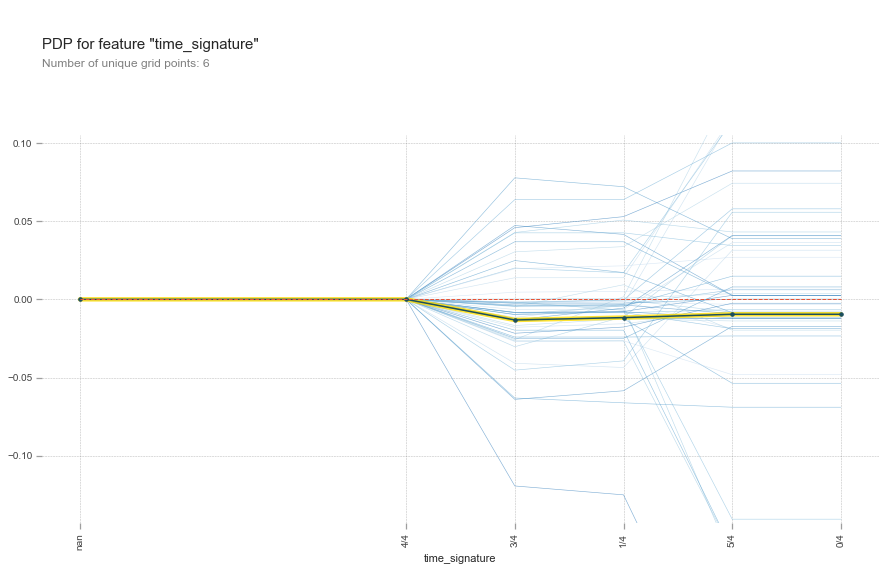 PDP for feature "time_signature"
Number of unique grid points: 6
0.10
0.05
0.00
−0.05
−0.10
nan
4/4
3/4
1/4
5/4
0/4
time_signature